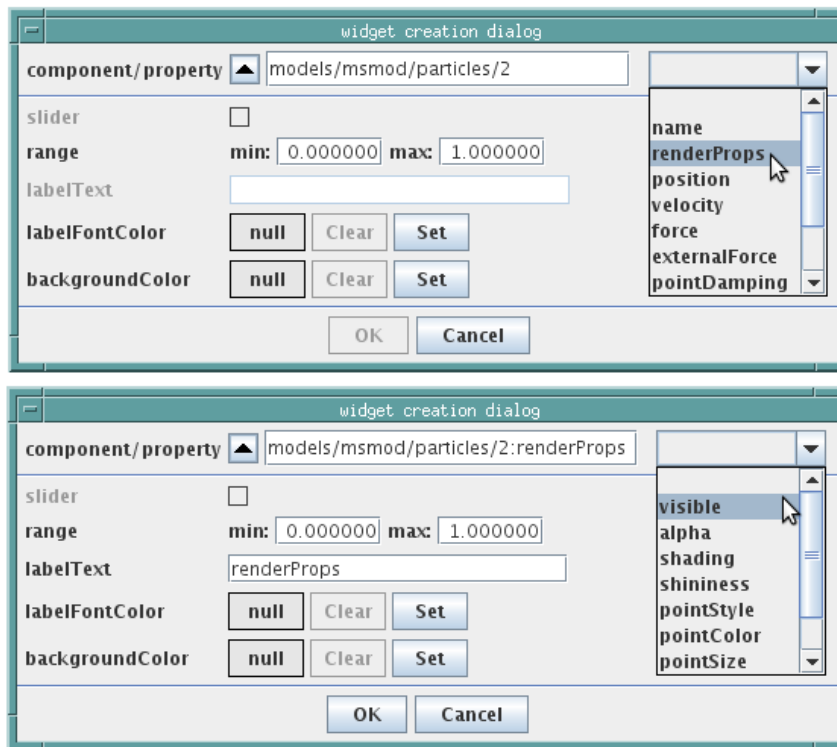 widget creation dialog
component/property models/msmod/particles/2
slider
name
range min: 0.000000 max: 1.000000
renderProps
labelText
position
velocity
labelFontColor null Clear Set
force
externalForce
backgroundColor null Clear Set
pointDamping
OK Cancel
widget creation dialog
component/property models/msmod/particles/2:renderProps
slider
visible
range min: 0.000000 max: 1.000000
alpha
shading
labelText renderProps
shininess
labelFontColor null Clear Set
pointStyle
pointColor
backgroundColor null Clear Set
pointSize
OK Cancel